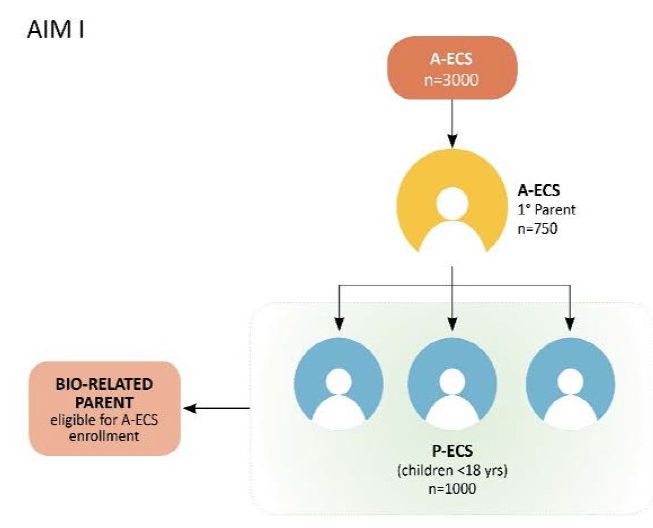 AIM I
A-ECS
n=3000
A-ECS
1° Parent
n=750
BIO-RELATED
PARENT
eligible for A-ECS
enrollment
P-ECS
(children <18 yrs)
n=1000